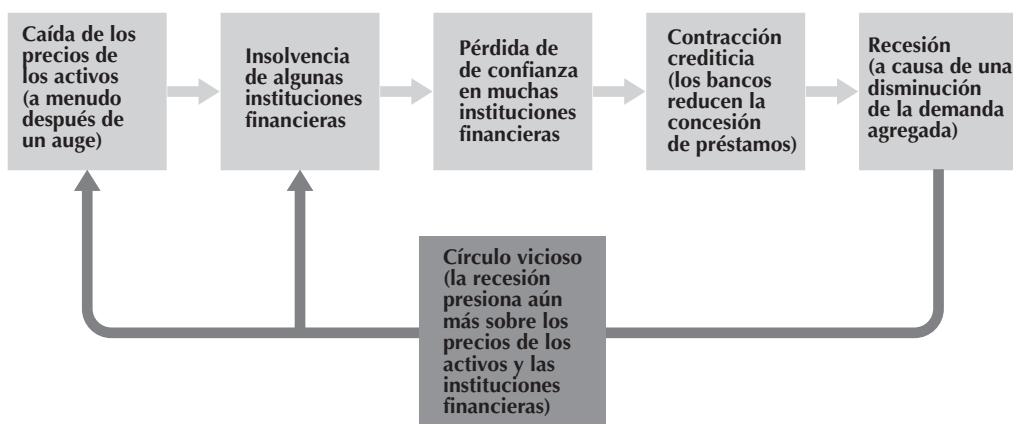 Caída de los
precios de
los activos
(a menudo
después de
un auge)
Insolvencia
de algunas
instituciones
financieras
Pérdida de
de confianza
en muchas
instituciones
financieras
Contracción
crediticia
(los bancos
reducen la
concesión
de préstamos)
Recesión
(a causa de una
disminución
de la demanda
agregada)
Círculo vicioso
(la recesión
presiona aún
más sobre los
precios de los
activos y las
instituciones
financieras)